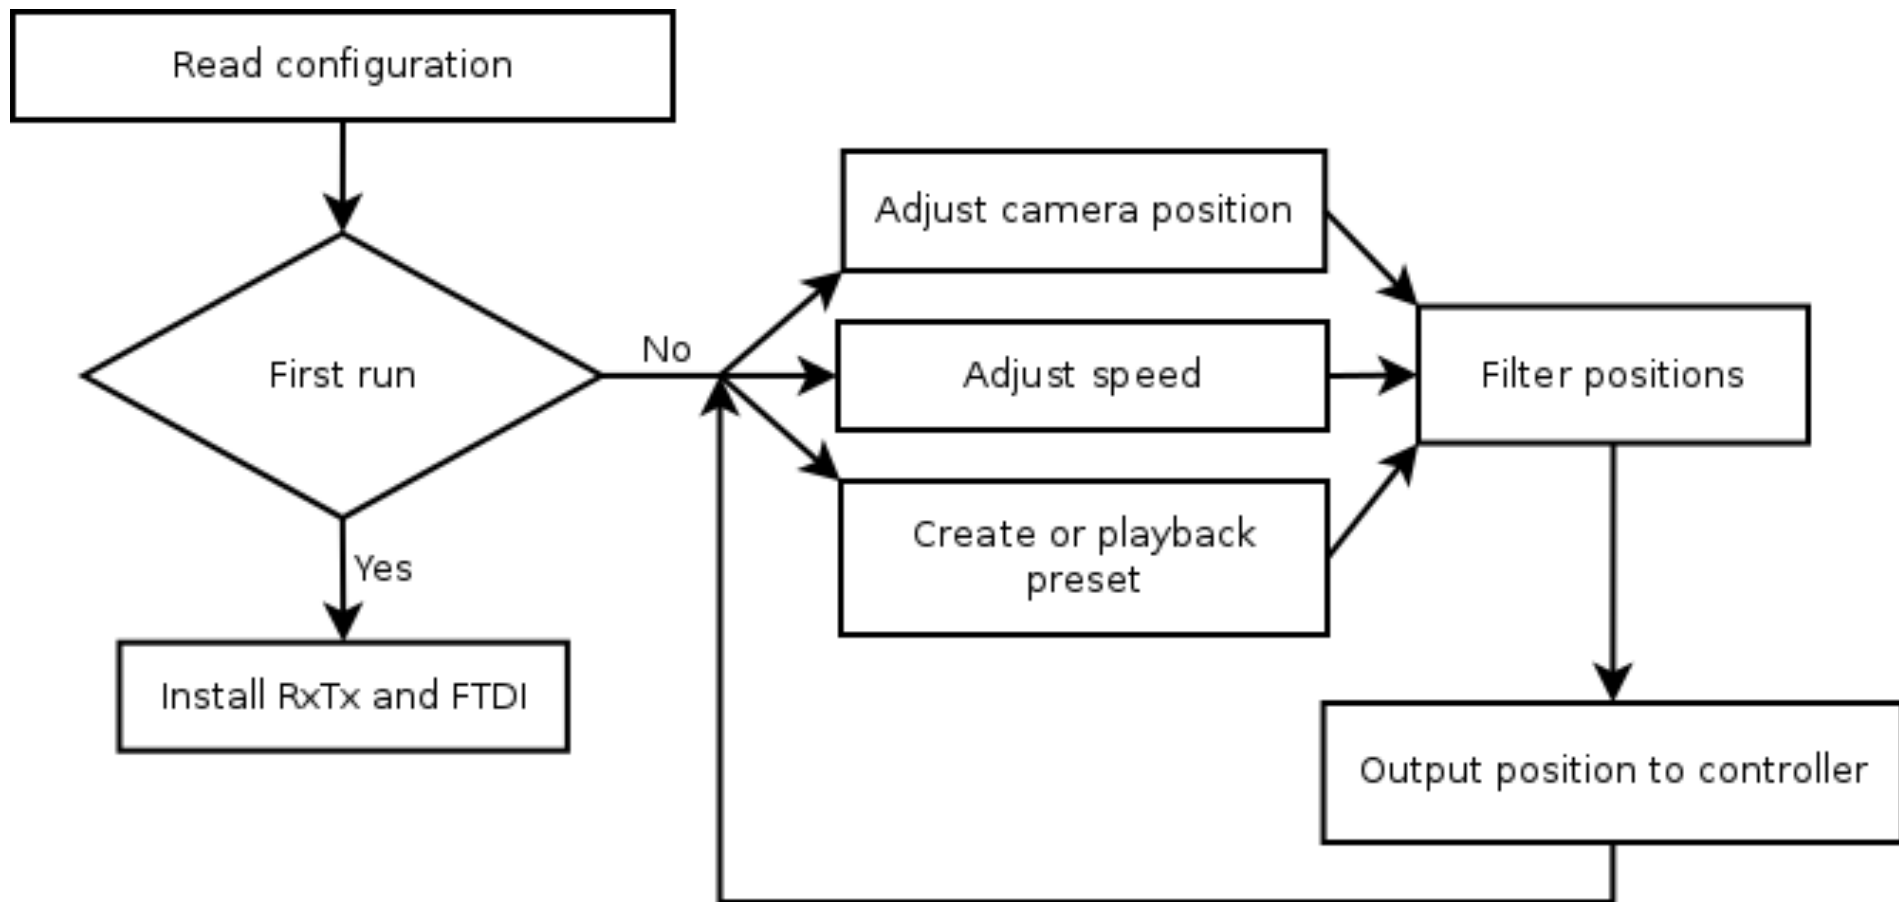 Read configuration
Adjust camera position
No
First run
Adjust speed
Filter positions
Create or playback
preset
Yes
Install RxTx and FTDI
Output position to controller